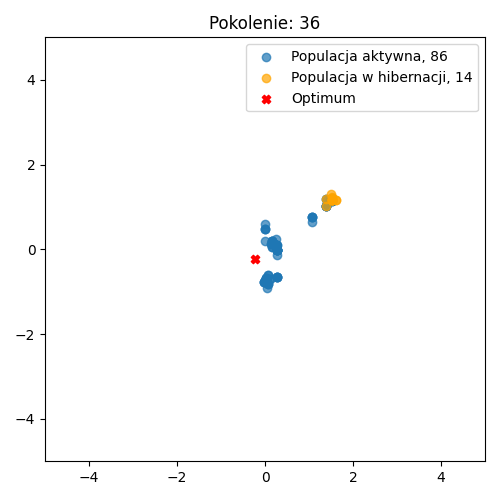 Pokolenie: 36
Populacja aktywna, 86
Populacja w hibernacji, 14
Optimum
4
2
0
−2
−4
−4
−2
0
2
4